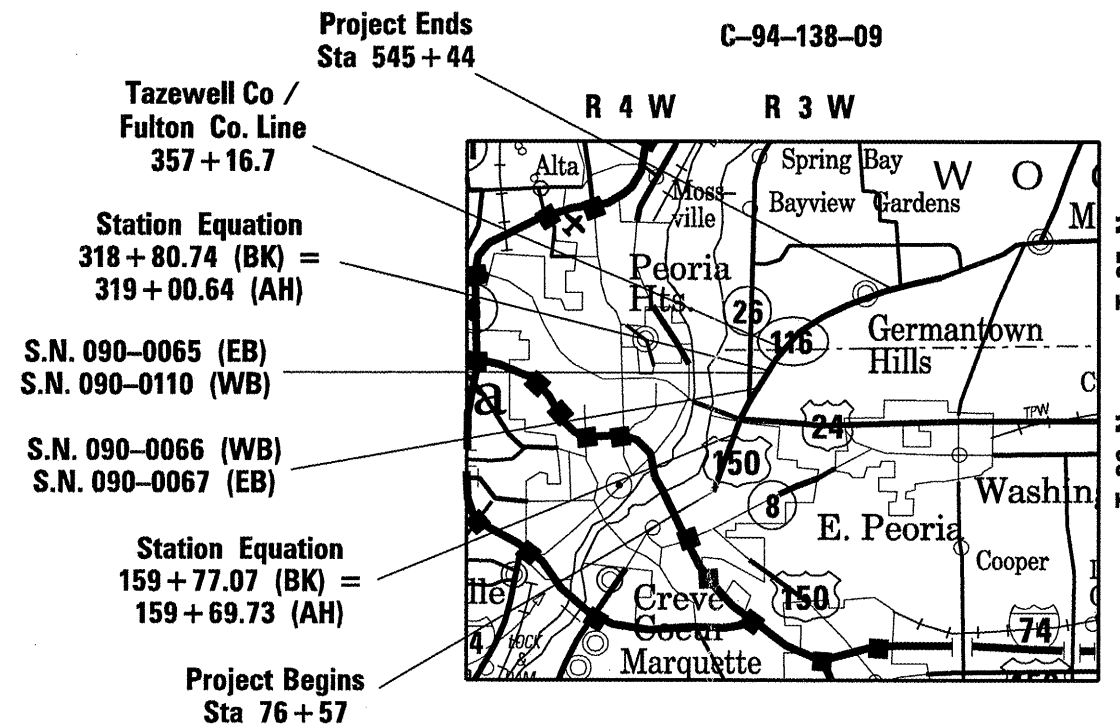 Project Ends
Sta 545+44
C–94–138–09
Tazewell Co /
Fulton Co. Line
357+16.7
R 4 W R 3 W
Station Equation
318+80.74 (BK) =
319+00.64 (AH)
S.N. 090–0065 (EB)
S.N. 090–0110 (WB)
S.N. 090–0066 (WB)
S.N. 090–0067 (EB)
Station Equation
159+77.07 (BK) =
159+69.73 (AH)
Project Begins
Sta 76+57
Alta
Moss–
ville
Spring Bay
Bayview Gardens
W O
M
Peoria
Hts.
26
116
Germantown
Hills
C
a
24
TPW
150
8
Washin
E. Peoria
Cooper
lle
Creve
Coeur
Marquette
150
74
4
LOCK
&
DAM